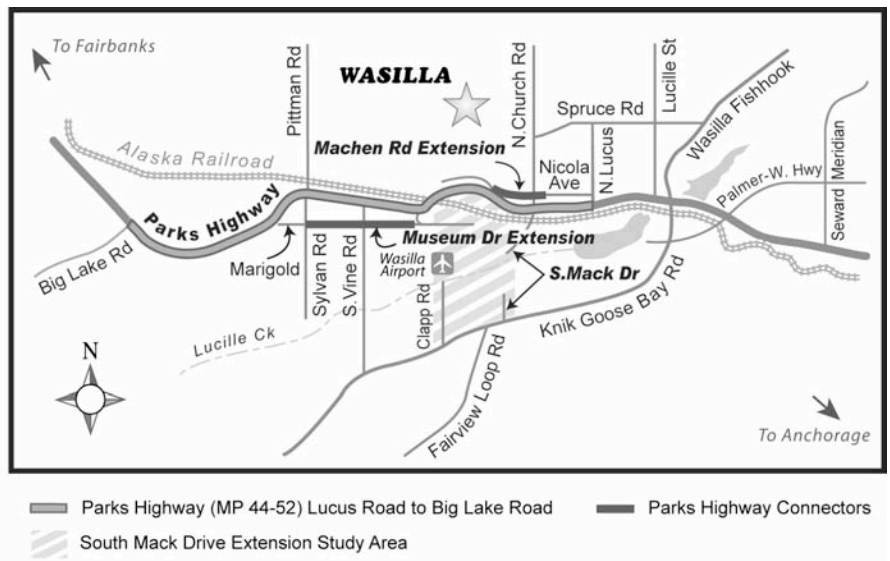 To Fairbanks
Pittman Rd
WASILLA
N.Church Rd
Lucille St
Spruce Rd
Wasilla Fishhook
Alaska Railroad
Machen Rd Extension
Nicola
Ave
N.Lucus
Palmer-W. Hwy
Seward Meridian
Parks Highway
Big Lake Rd
Marigold
Sylvan Rd
S.Vine Rd
Museum Dr Extension
Wasilla
Airport
Clapp Rd
S.Mack Dr
Knik Goose Bay Rd
Lucille Ck
Fairview Loop Rd
N
To Anchorage
Parks Highway (MP 44-52) Lucus Road to Big Lake Road
Parks Highway Connectors
South Mack Drive Extension Study Area